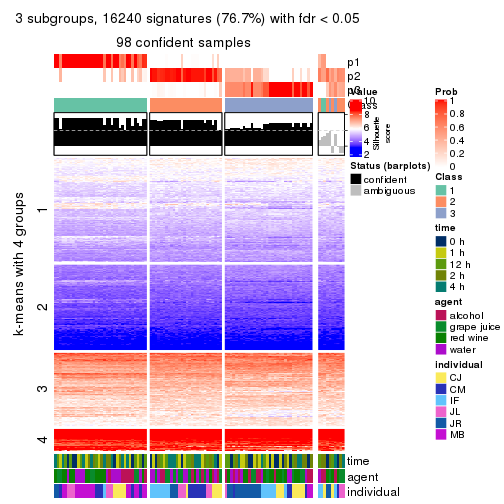 3 subgroups, 16240 signatures (76.7%) with fdr < 0.05
98 confident samples
p1
p2
p3
Class
k-means with 4 groups
1
2
3
4
time
agent
individual
Value
10
8
6
4
2
Silhouette
score
Status (barplots)
confident
ambiguous
Prob
1
0.8
0.6
0.4
0.2
0
Class
1
2
3
time
0 h
1 h
12 h
2 h
4 h
agent
alcohol
grape juice
red wine
water
individual
CJ
CM
IF
JL
JR
MB